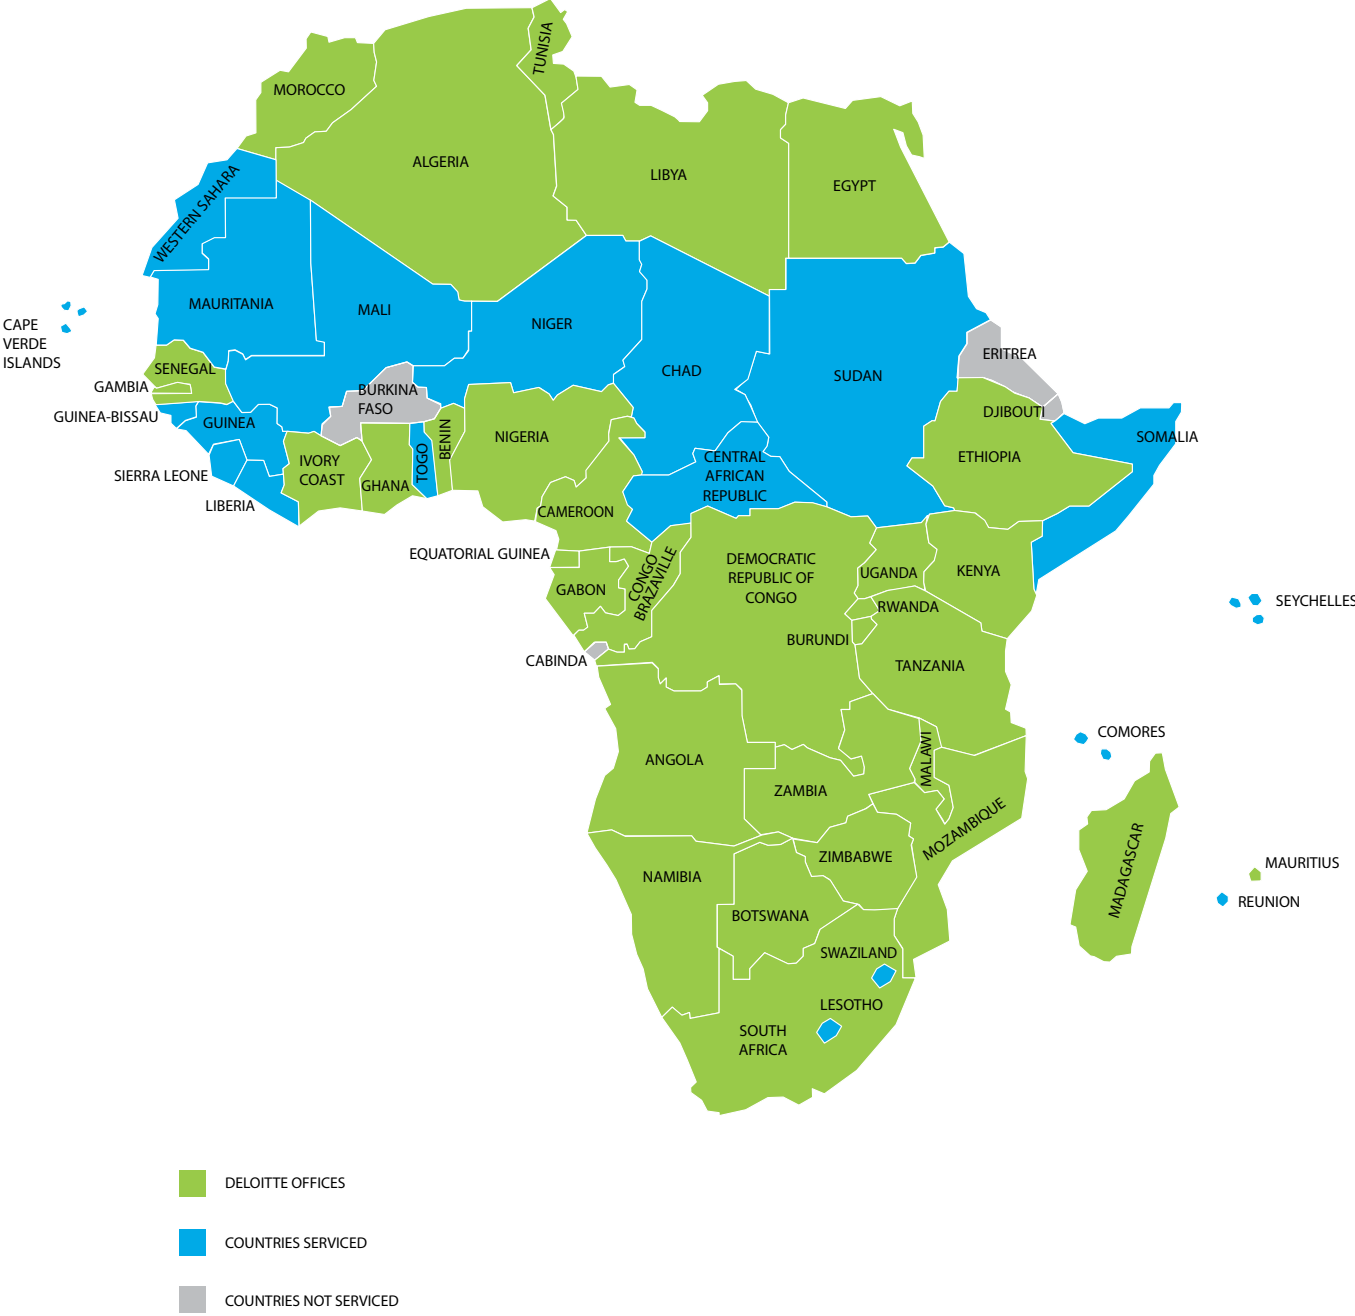 TUNISIA
MOROCCO
ALGERIA
LIBYA
EGYPT
WESTERN SAHARA
MAURITANIA
MALI
NIGER
CHAD
SUDAN
ERITREA
CAPE
VERDE
ISLANDS
SENEGAL
GAMBIA
GUINEA-BISSAU
GUINEA
BURKINA
FASO
DJIBOUTI
SOMALIA
ETHIOPIA
NIGERIA
BENIN
TOGO
GHANA
IVORY
COAST
SIERRA LEONE
LIBERIA
CENTRAL
AFRICAN
REPUBLIC
CAMEROON
EQUATORIAL GUINEA
GABON
CONGO
BRAZAVILLE
DEMOCRATIC
REPUBLIC OF
CONGO
UGANDA
KENYA
RWANDA
BURUNDI
SEYCHELLES
CABINDA
TANZANIA
COMORES
ANGOLA
ZAMBIA
MALAWI
MOZAMBIQUE
ZIMBABWE
NAMIBIA
BOTSWANA
MADAGASCAR
MAURITIUS
REUNION
SWAZILAND
LESOTHO
SOUTH
AFRICA
DELOITTE OFFICES
COUNTRIES SERVICED
COUNTRIES NOT SERVICED